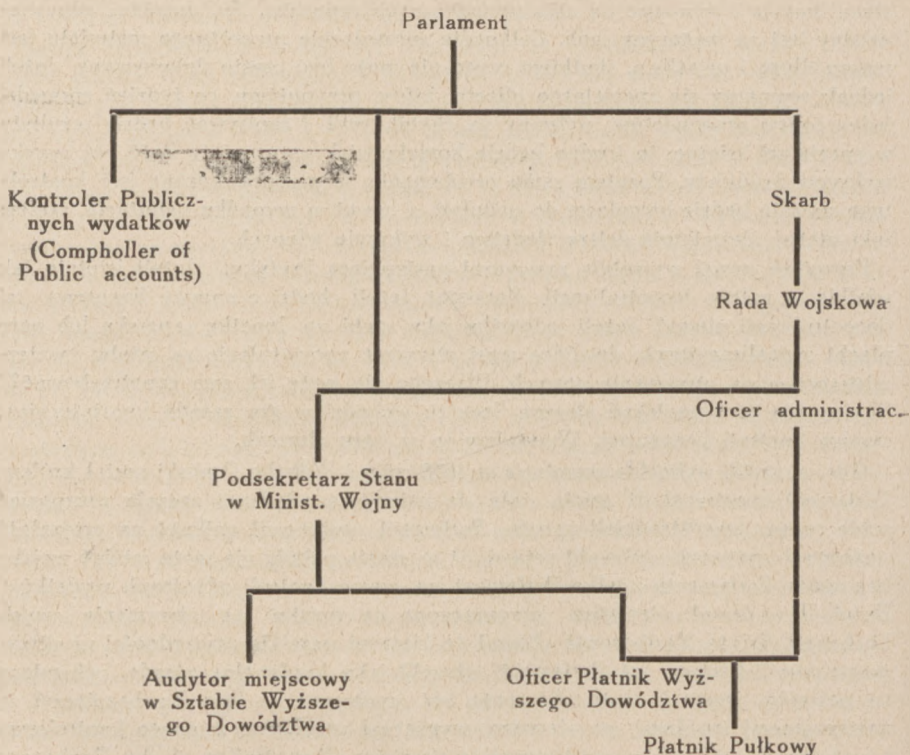 Parlament
Kontroler Publicz-
nych wydatków
(Compholler of
Public accounts)
Skarb
Rada Wojskowa
Oficer administrac.
Podsekretarz Stanu
w Minist. Wojny
Audytor miejscowy
w Sztabie Wyższe-
go Dowództwa
Oficer Płatnik Wyż-
szego Dowództwa
Płatnik Pułkowy